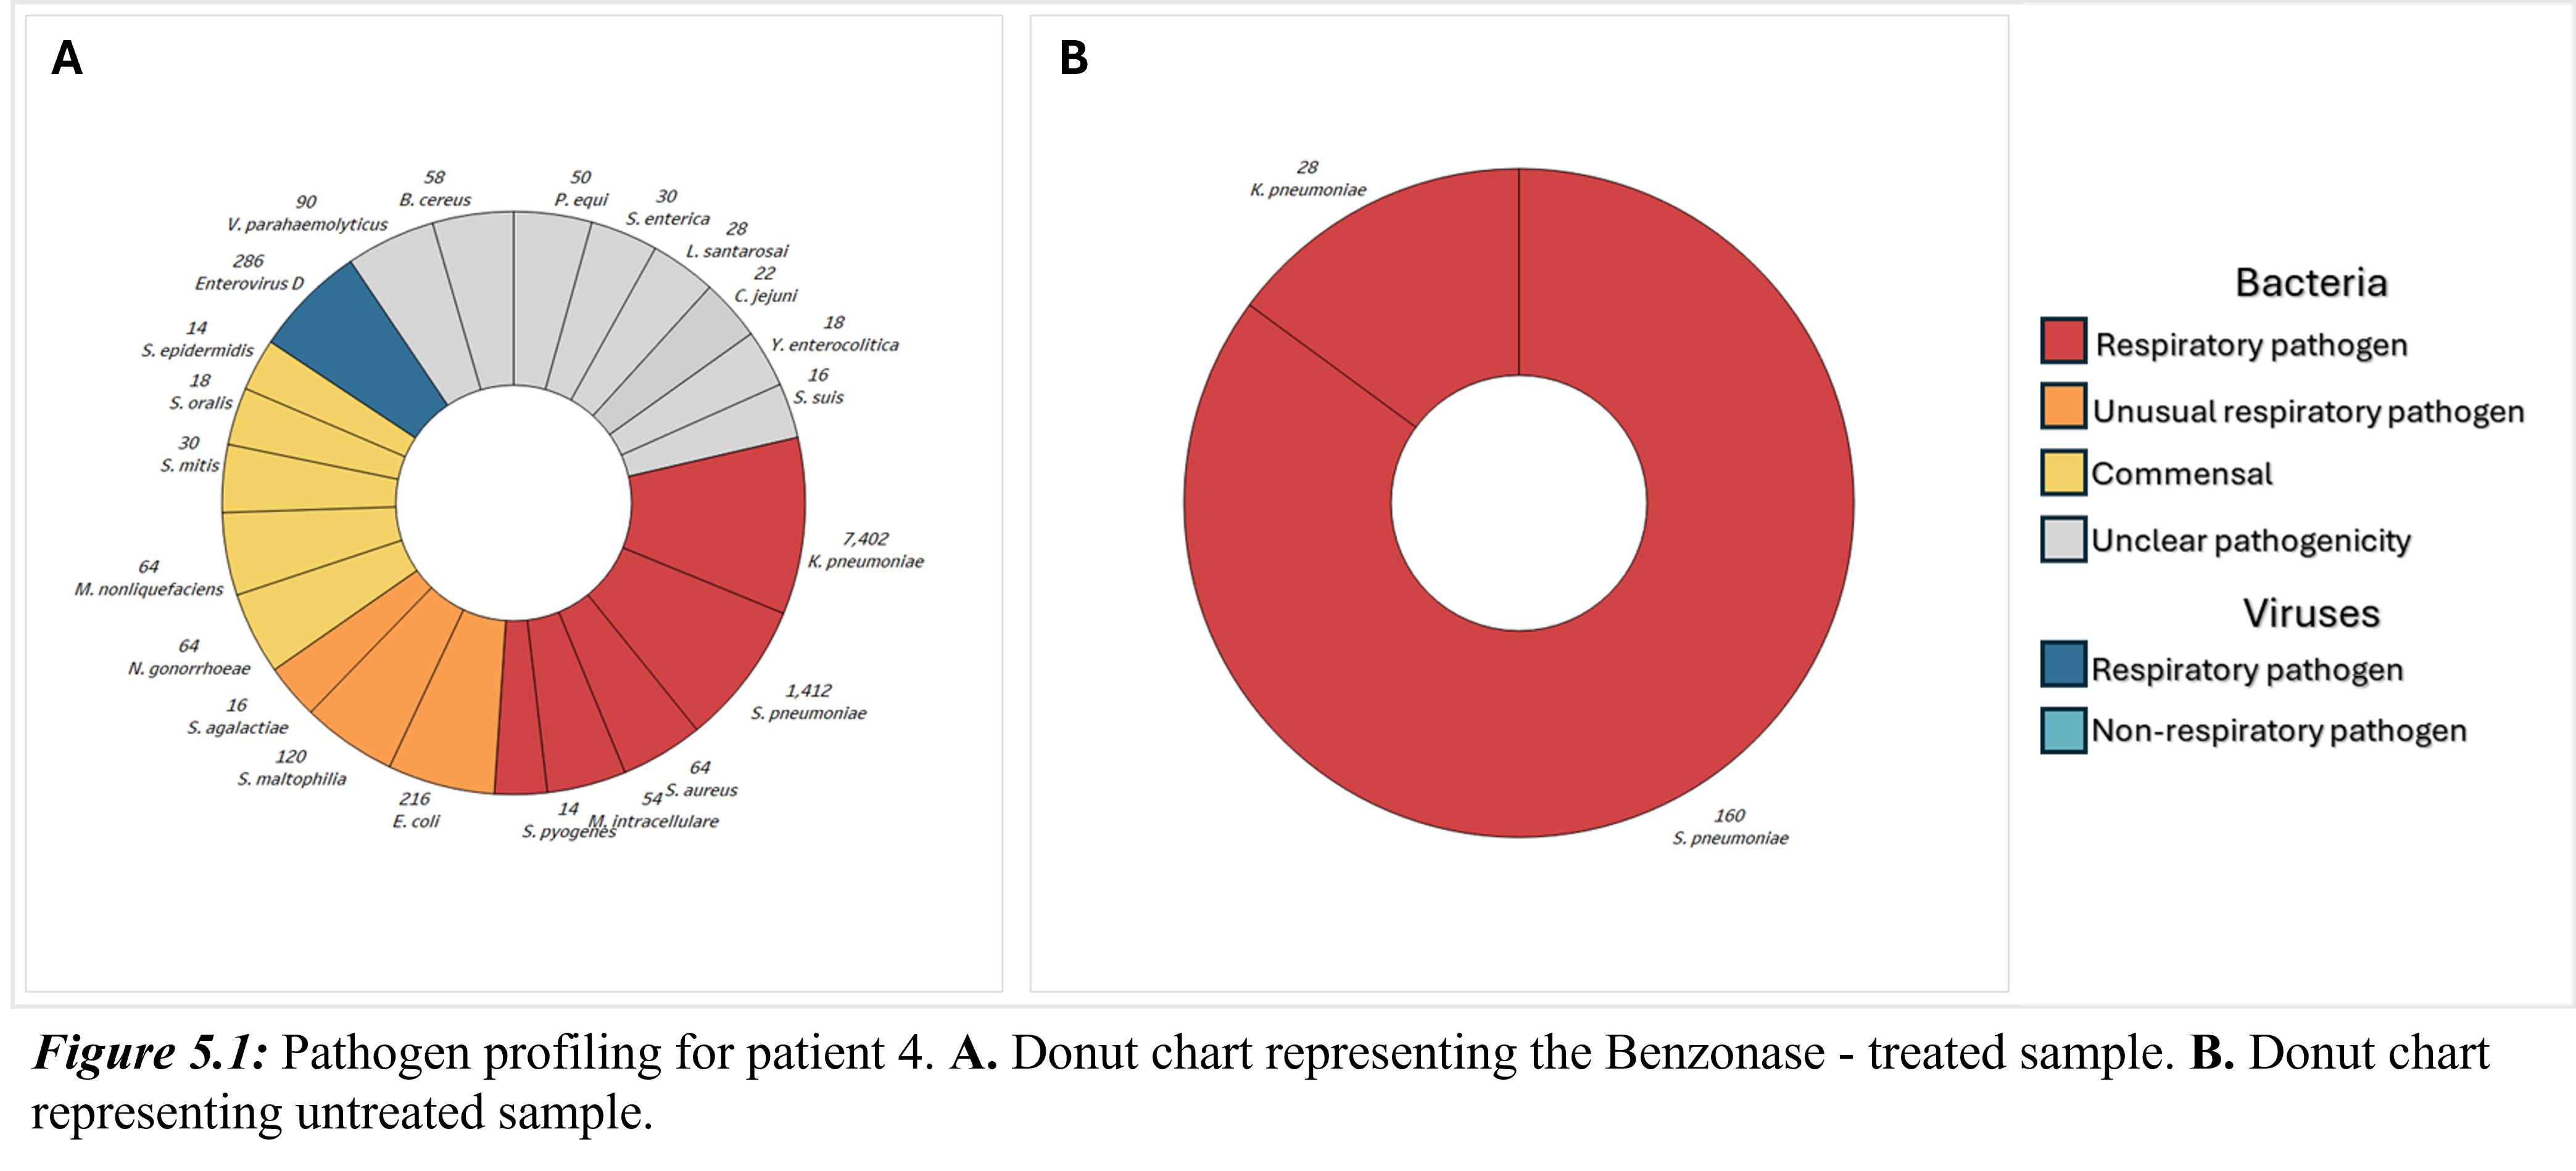 A
58
B. cereus
50
P. equi
30
S. enterica
28
L. santarosai
22
C. jejuni
18
Y. enterocolitica
16
S. suis
7,402
K. pneumoniae
1,412
S. pneumoniae
64
S. aureus
54
M. intracellulare
14
S. pyogenes
216
E. coli
120
S. maltophilia
16
S. agalactiae
64
N. gonorrhoeae
64
M. nonliquefaciens
30
S. mitis
18
S. oralis
14
S. epidermidis
286
Enterovirus D
90
V. parahaemolyticus
B
28
K. pneumoniae
160
S. pneumoniae
Bacteria
Respiratory pathogen
Unusual respiratory pathogen
Commensal
Unclear pathogenicity
Viruses
Respiratory pathogen
Non-respiratory pathogen
Figure 5.1: Pathogen profiling for patient 4. A. Donut chart representing the Benzonase - treated sample. B. Donut chart
representing untreated sample.